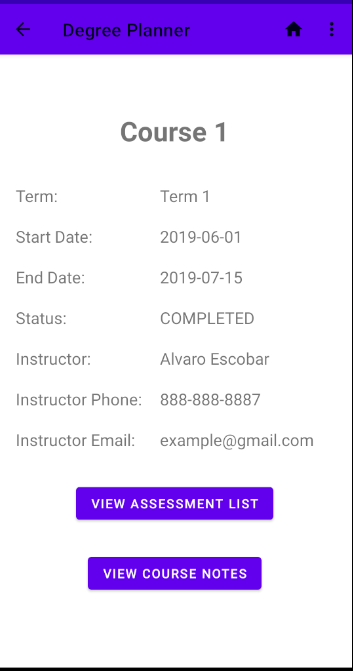 Degree Planner
Course 1
Term: Term 1
Start Date: 2019-06-01
End Date: 2019-07-15
Status: COMPLETED
Instructor: Alvaro Escobar
Instructor Phone: 888-888-8887
Instructor Email: example@gmail.com
VIEW ASSESSMENT LIST
VIEW COURSE NOTES